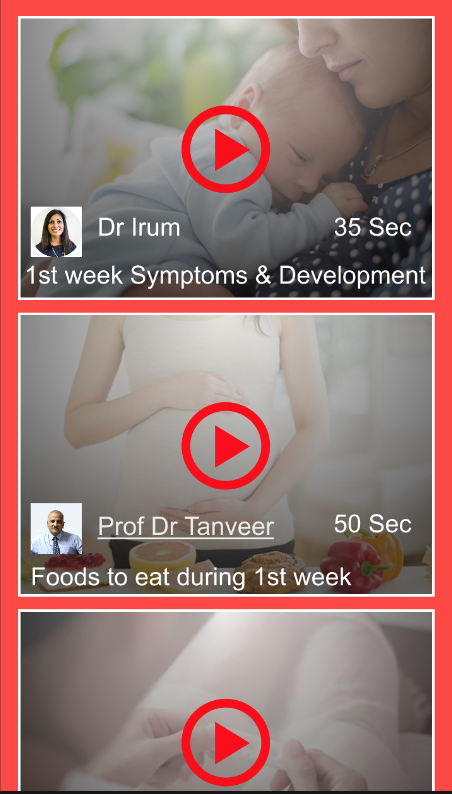 Dr Irum
35 Sec
1st week Symptoms & Development
Prof Dr Tanveer
50 Sec
Foods to eat during 1st week